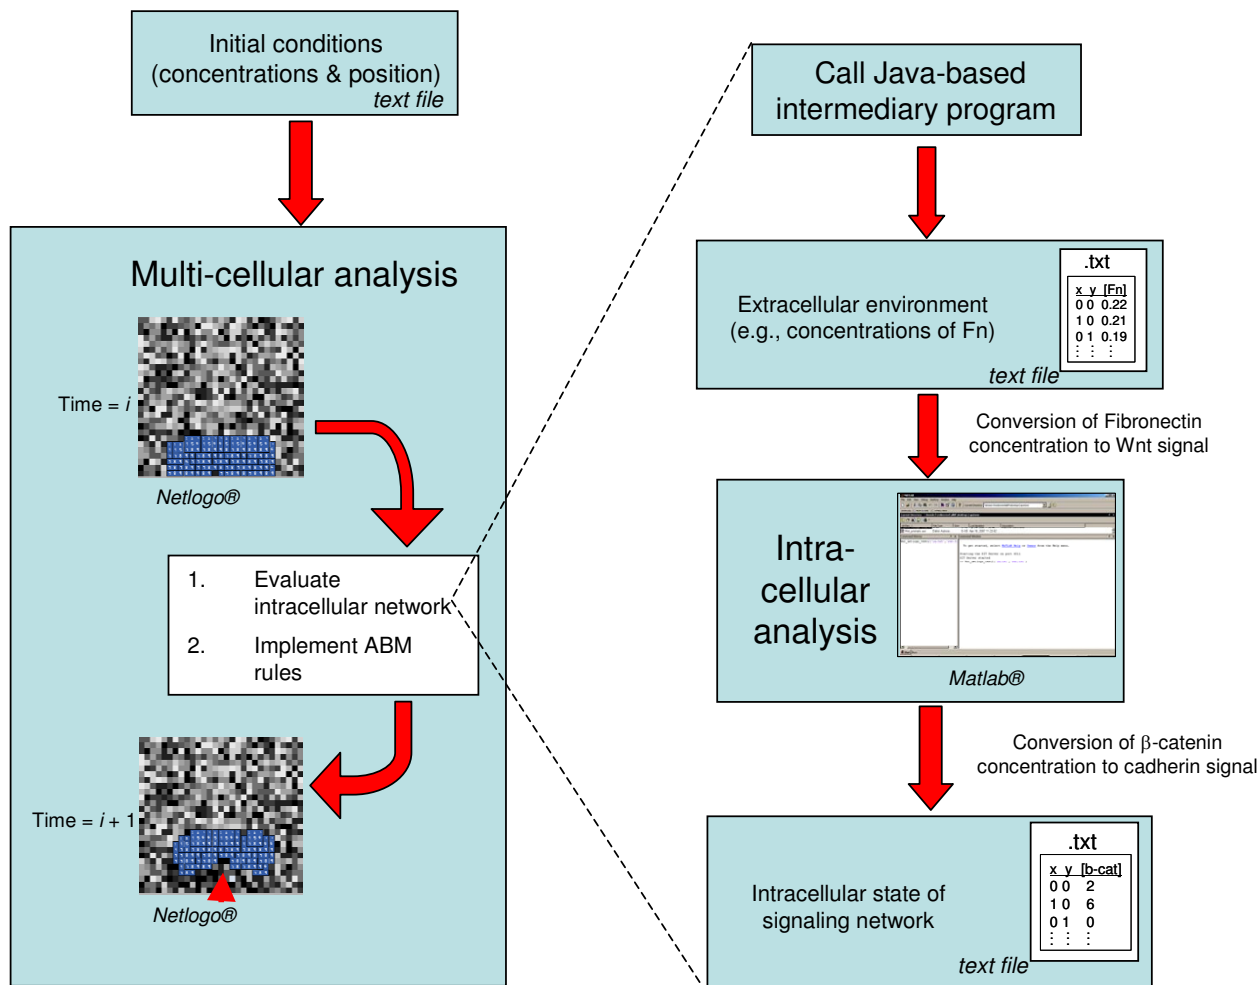 Initial conditions
(concentrations & position)
text file
Multi-cellular analysis
Time = i
Netlogo®
1. Evaluate
intracellular network
2. Implement ABM
rules
Time = i + 1
Netlogo®
Call Java-based
intermediary program
Extracellular environment
(e.g., concentrations of Fn)
text file
.txt
x y [Fn]
0 0 0.22
1 0 0.21
0 1 0.19
⋮ ⋮ ⋮
Conversion of Fibronectin
concentration to Wnt signal
Intra-
cellular
analysis
Matlab®
Conversion of β-catenin
concentration to cadherin signal
Intracellular state of
signaling network
text file
.txt
x y [b-cat]
0 0 2
1 0 6
0 1 0
⋮ ⋮ ⋮